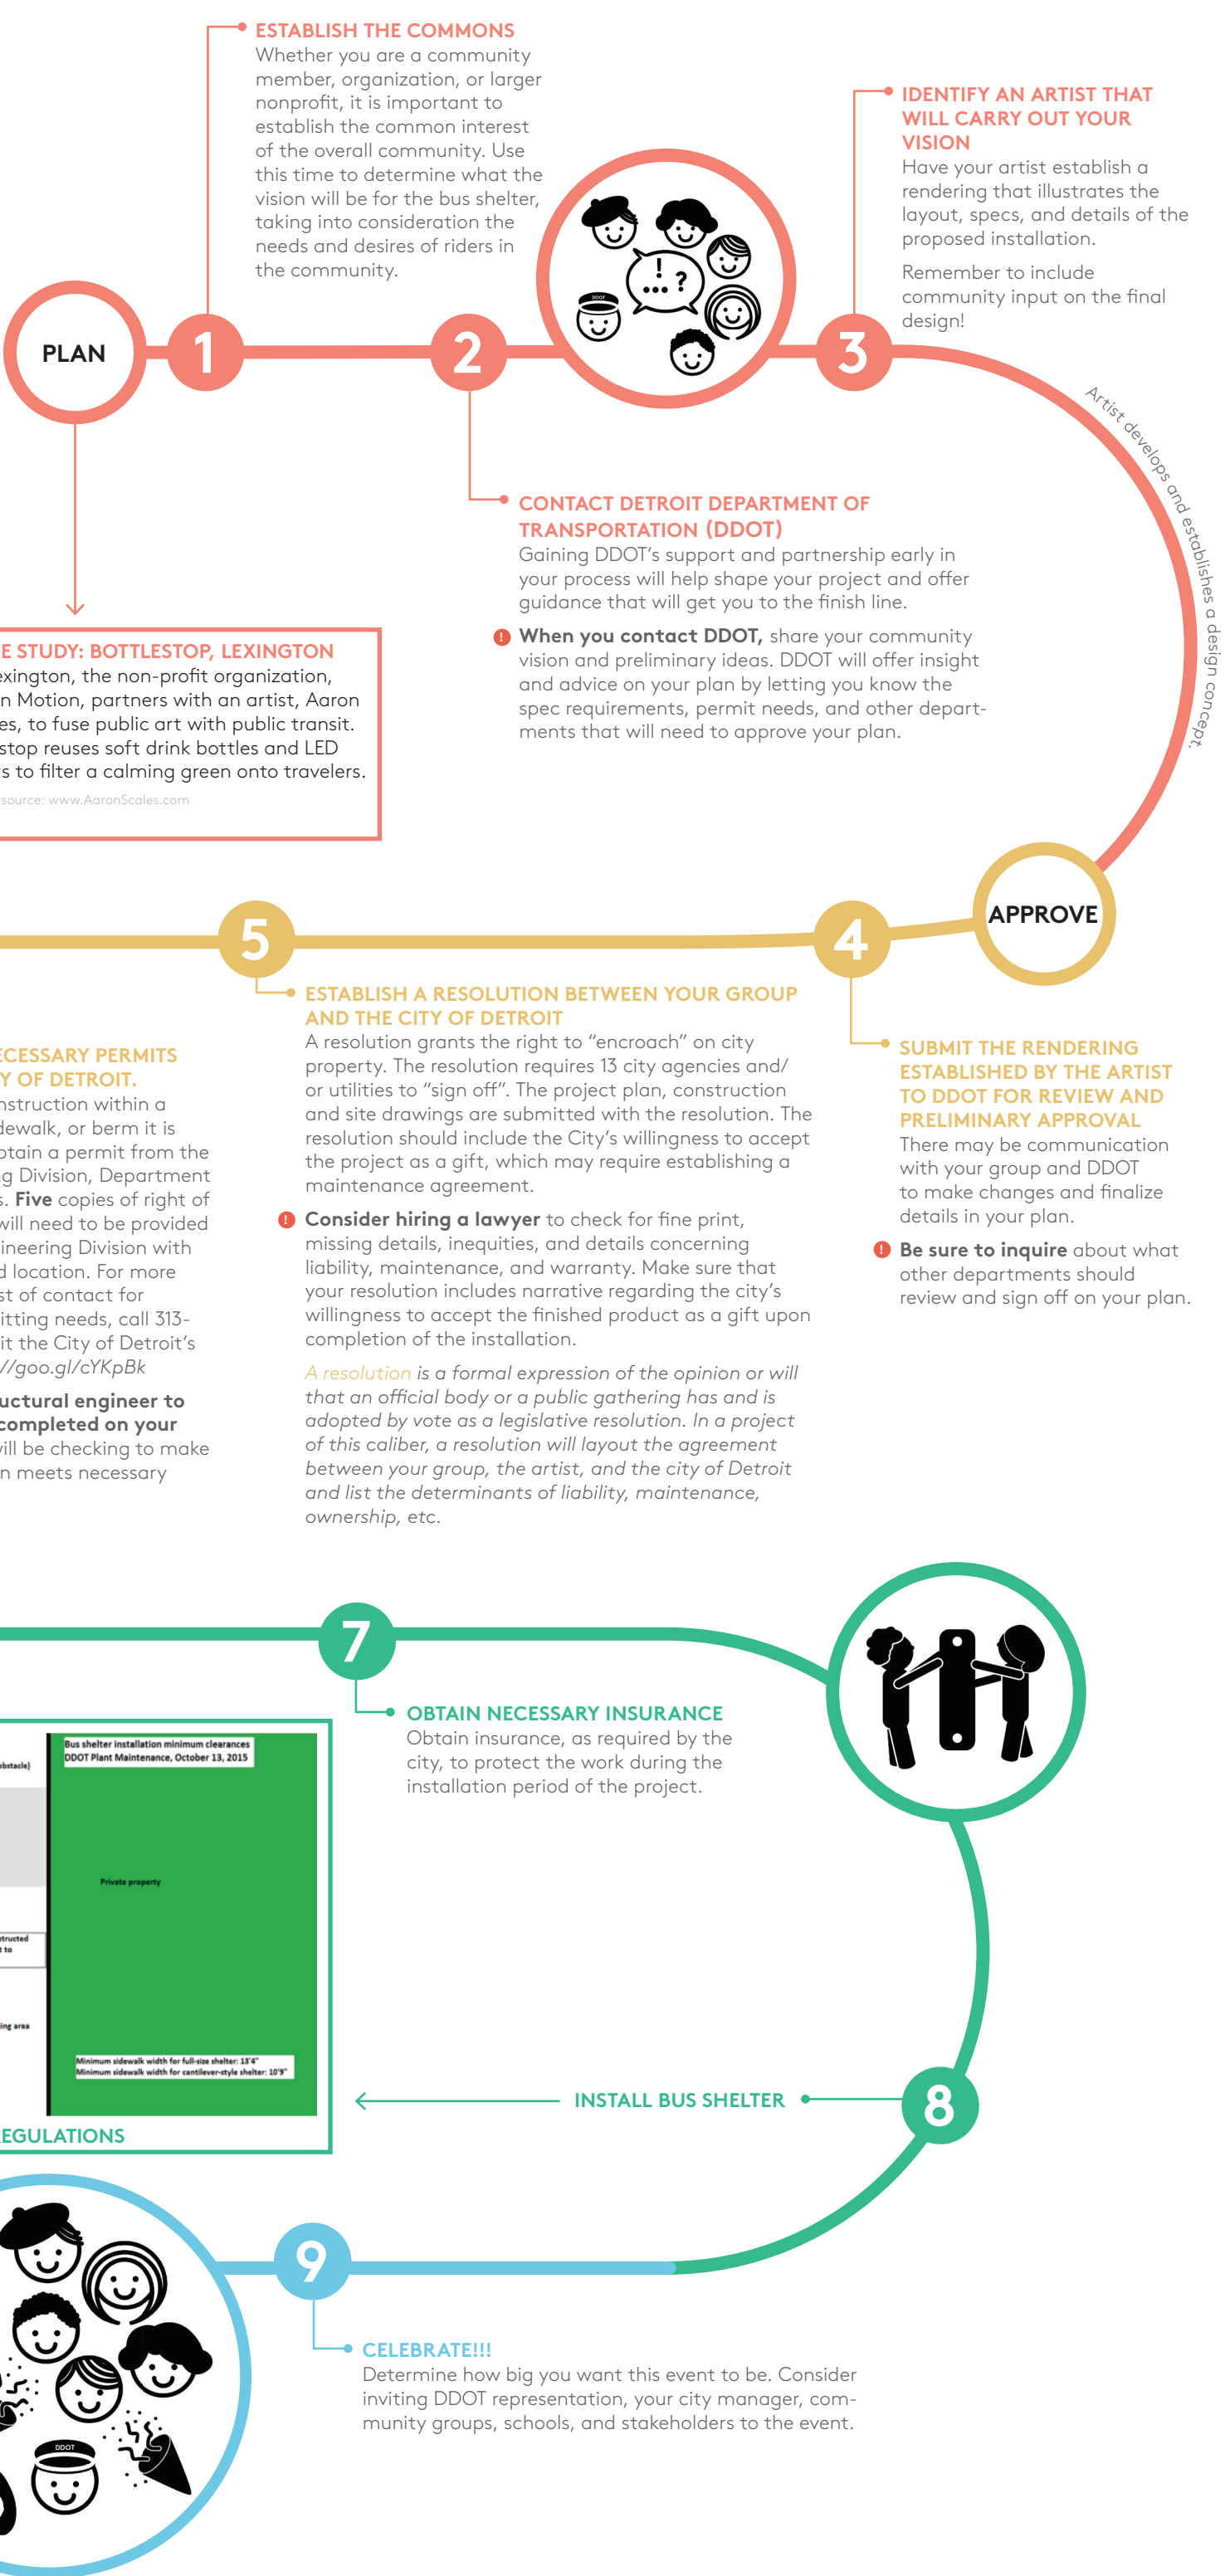 ESTABLISH THE COMMONS
Whether you are a community
member, organization, or larger
nonprofit, it is important to
establish the common interest
of the overall community. Use
this time to determine what the
vision will be for the bus shelter,
taking into consideration the
needs and desires of riders in
the community.
IDENTIFY AN ARTIST THAT
WILL CARRY OUT YOUR
VISION
Have your artist establish a
rendering that illustrates the
layout, specs, and details of the
proposed installation.
Remember to include
community input on the final
design!
! ... ?
DDOT
PLAN
1
2
3
Artist develops and establishes a design concept.
CONTACT DETROIT DEPARTMENT OF
TRANSPORTATION (DDOT)
Gaining DDOT's support and partnership early in
your process will help shape your project and offer
guidance that will get you to the finish line.
! When you contact DDOT, share your community
vision and preliminary ideas. DDOT will offer insight
and advice on your plan by letting you know the
spec requirements, permit needs, and other depart-
ments that will need to approve your plan.
E STUDY: BOTTLESTOP, LEXINGTON
exington, the non-profit organization,
n Motion, partners with an artist, Aaron
es, to fuse public art with public transit.
stop reuses soft drink bottles and LED
s to filter a calming green onto travelers.
source: www.AaronScales.com
APPROVE
5
4
ESTABLISH A RESOLUTION BETWEEN YOUR GROUP
AND THE CITY OF DETROIT
A resolution grants the right to “encroach” on city
property. The resolution requires 13 city agencies and/
or utilities to “sign off”. The project plan, construction
and site drawings are submitted with the resolution. The
resolution should include the City's willingness to accept
the project as a gift, which may require establishing a
maintenance agreement.
! Consider hiring a lawyer to check for fine print,
missing details, inequities, and details concerning
liability, maintenance, and warranty. Make sure that
your resolution includes narrative regarding the city's
willingness to accept the finished product as a gift upon
completion of the installation.
A resolution is a formal expression of the opinion or will
that an official body or a public gathering has and is
adopted by vote as a legislative resolution. In a project
of this caliber, a resolution will layout the agreement
between your group, the artist, and the city of Detroit
and list the determinants of liability, maintenance,
ownership, etc.
SUBMIT THE RENDERING
ESTABLISHED BY THE ARTIST
TO DDOT FOR REVIEW AND
PRELIMINARY APPROVAL
There may be communication
with your group and DDOT
to make changes and finalize
details in your plan.
! Be sure to inquire about what
other departments should
review and sign off on your plan.
ECESSARY PERMITS
Y OF DETROIT.
nstruction within a
dewalk, or berm it is
btain a permit from the
ng Division, Department
s. Five copies of right of
will need to be provided
ineering Division with
d location. For more
st of contact for
itting needs, call 313-
it the City of Detroit's
//goo.gl/cYKpBk
uctural engineer to
completed on your
will be checking to make
n meets necessary
7
OBTAIN NECESSARY INSURANCE
Obtain insurance, as required by the
city, to protect the work during the
installation period of the project.
Bus shelter installation minimum clearances
DDOT Plant Maintenance, October 13, 2015
obstacle)
Private property
structed
t to
ing area
Minimum sidewalk width for full-size shelter: 13'4"
Minimum sidewalk width for cantilever-style shelter: 10'9"
EGULATIONS
INSTALL BUS SHELTER
8
9
CELEBRATE!!!
Determine how big you want this event to be. Consider
inviting DDOT representation, your city manager, com-
munity groups, schools, and stakeholders to the event.
DDOT